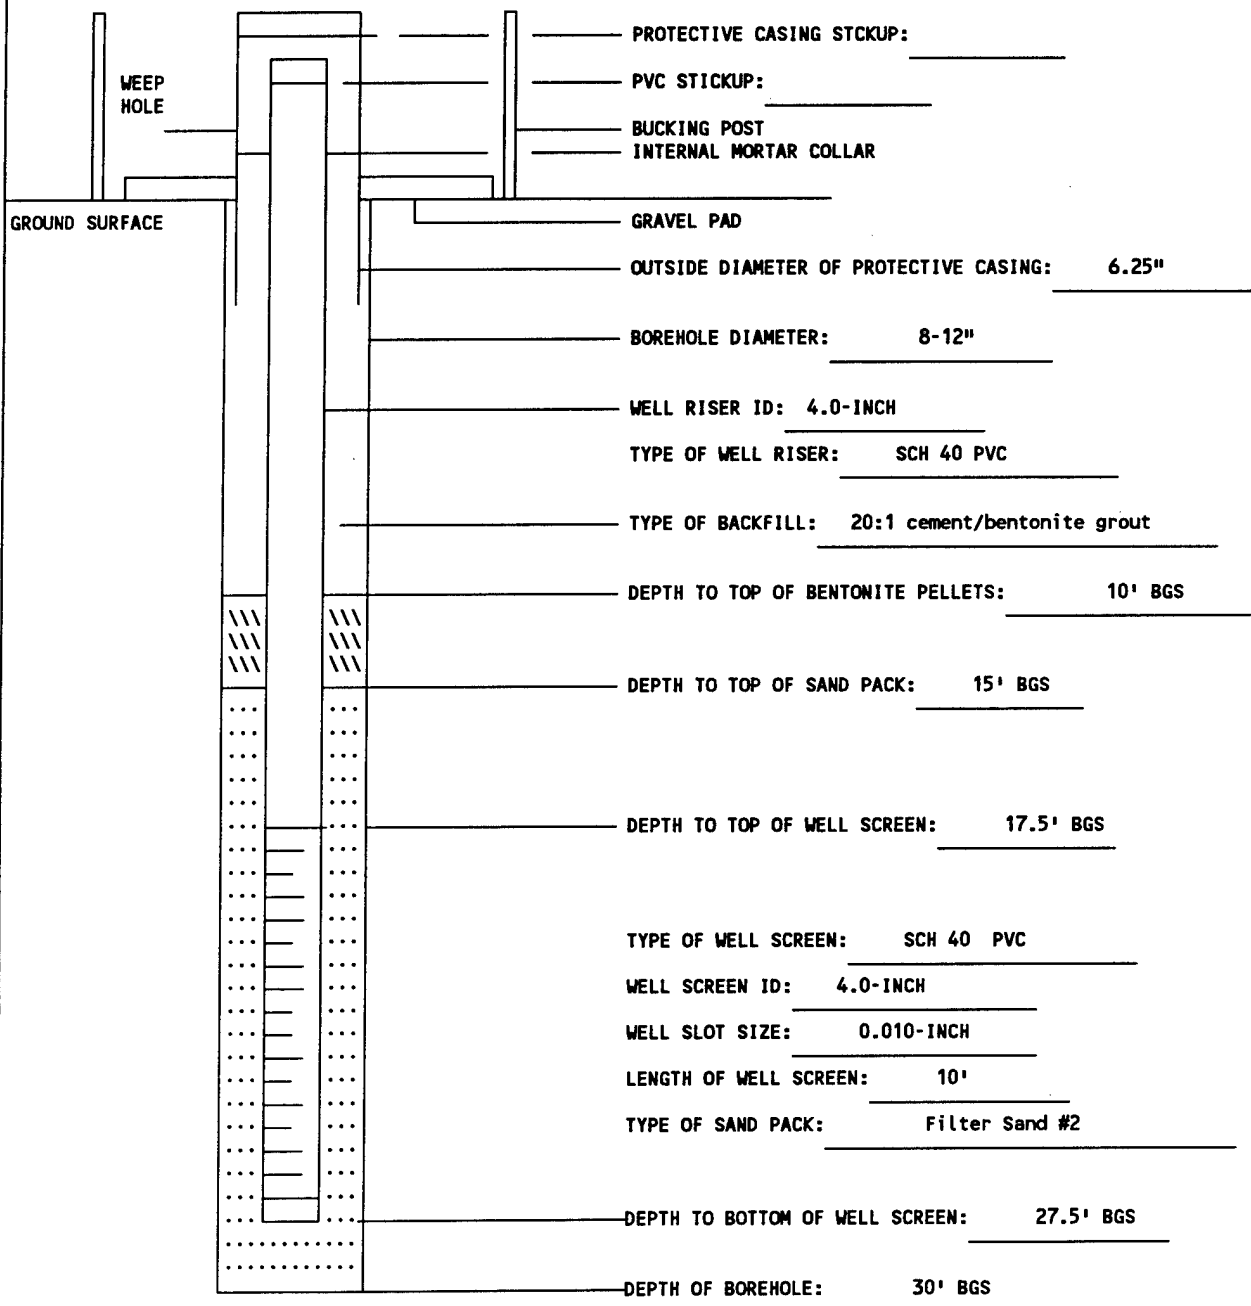 PROTECTIVE CASING STCKUP:
WEEP HOLE
PVC STICKUP:
BUCKING POST
INTERNAL MORTAR COLLAR
GROUND SURFACE
GRAVEL PAD
OUTSIDE DIAMETER OF PROTECTIVE CASING: 6.25"
BOREHOLE DIAMETER: 8-12"
WELL RISER ID: 4.0-INCH
TYPE OF WELL RISER: SCH 40 PVC
TYPE OF BACKFILL: 20:1 cement/bentonite grout
DEPTH TO TOP OF BENTONITE PELLETS: 10' BGS
DEPTH TO TOP OF SAND PACK: 15' BGS
DEPTH TO TOP OF WELL SCREEN: 17.5' BGS
TYPE OF WELL SCREEN: SCH 40 PVC
WELL SCREEN ID: 4.0-INCH
WELL SLOT SIZE: 0.010-INCH
LENGTH OF WELL SCREEN: 10'
TYPE OF SAND PACK: Filter Sand #2
DEPTH TO BOTTOM OF WELL SCREEN: 27.5' BGS
DEPTH OF BOREHOLE: 30' BGS